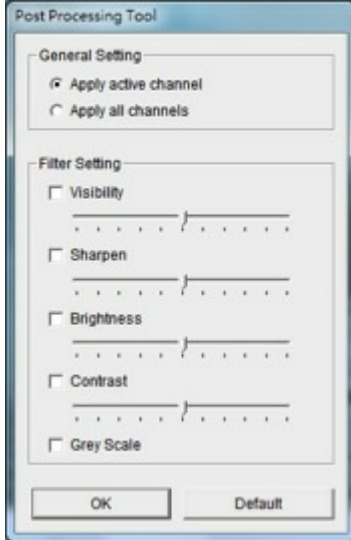 Post Processing Tool
General Setting
Apply active channel
Apply all channels
Filter Setting
Visibility
Sharpen
Brightness
Contrast
Grey Scale
OK
Default